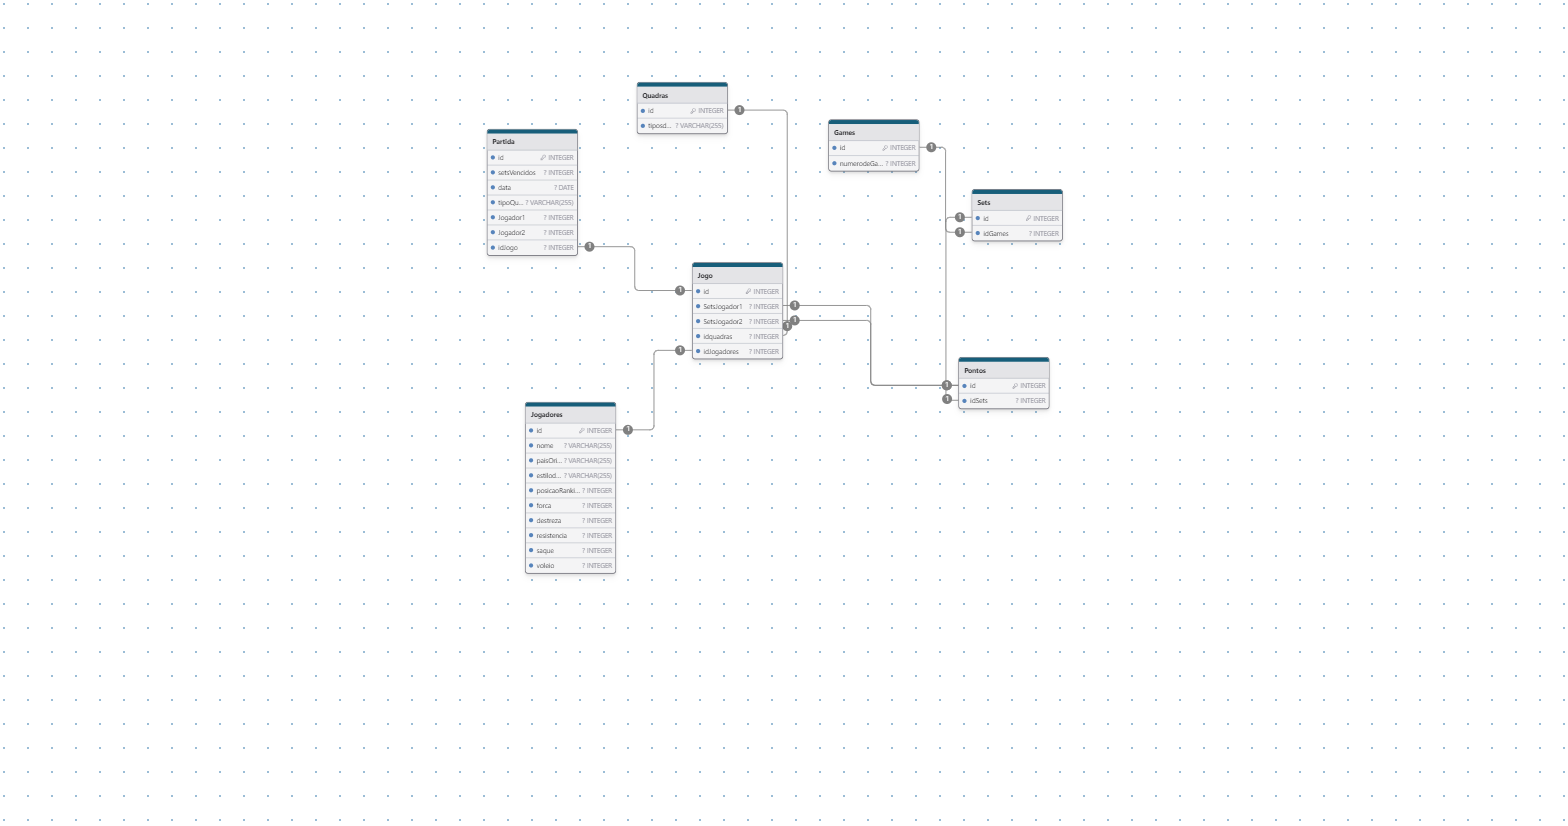 Quadras
id INTEGER
tiposd... ? VARCHAR(255)
1
Partida
id INTEGER
setsVencidos ? INTEGER
data ? DATE
tipoQu... ? VARCHAR(255)
Jogador1 ? INTEGER
Jogador2 ? INTEGER
idJogo ? INTEGER
1
Games
id INTEGER
numerodeGa... ? INTEGER
1
Sets
1 id INTEGER
1 idGames ? INTEGER
Jogo
1 id INTEGER
SetsJogador1 ? INTEGER 1
SetsJogador2 ? INTEGER 1
idquadras ? INTEGER 1
1 idJogadores ? INTEGER
Pontos
1 id INTEGER
1 idSets ? INTEGER
Jogadores
id INTEGER 1
nome ? VARCHAR(255)
paisOri... ? VARCHAR(255)
estilod... ? VARCHAR(255)
posicaoRanki... ? INTEGER
forca ? INTEGER
destreza ? INTEGER
resistencia ? INTEGER
saque ? INTEGER
voleio ? INTEGER